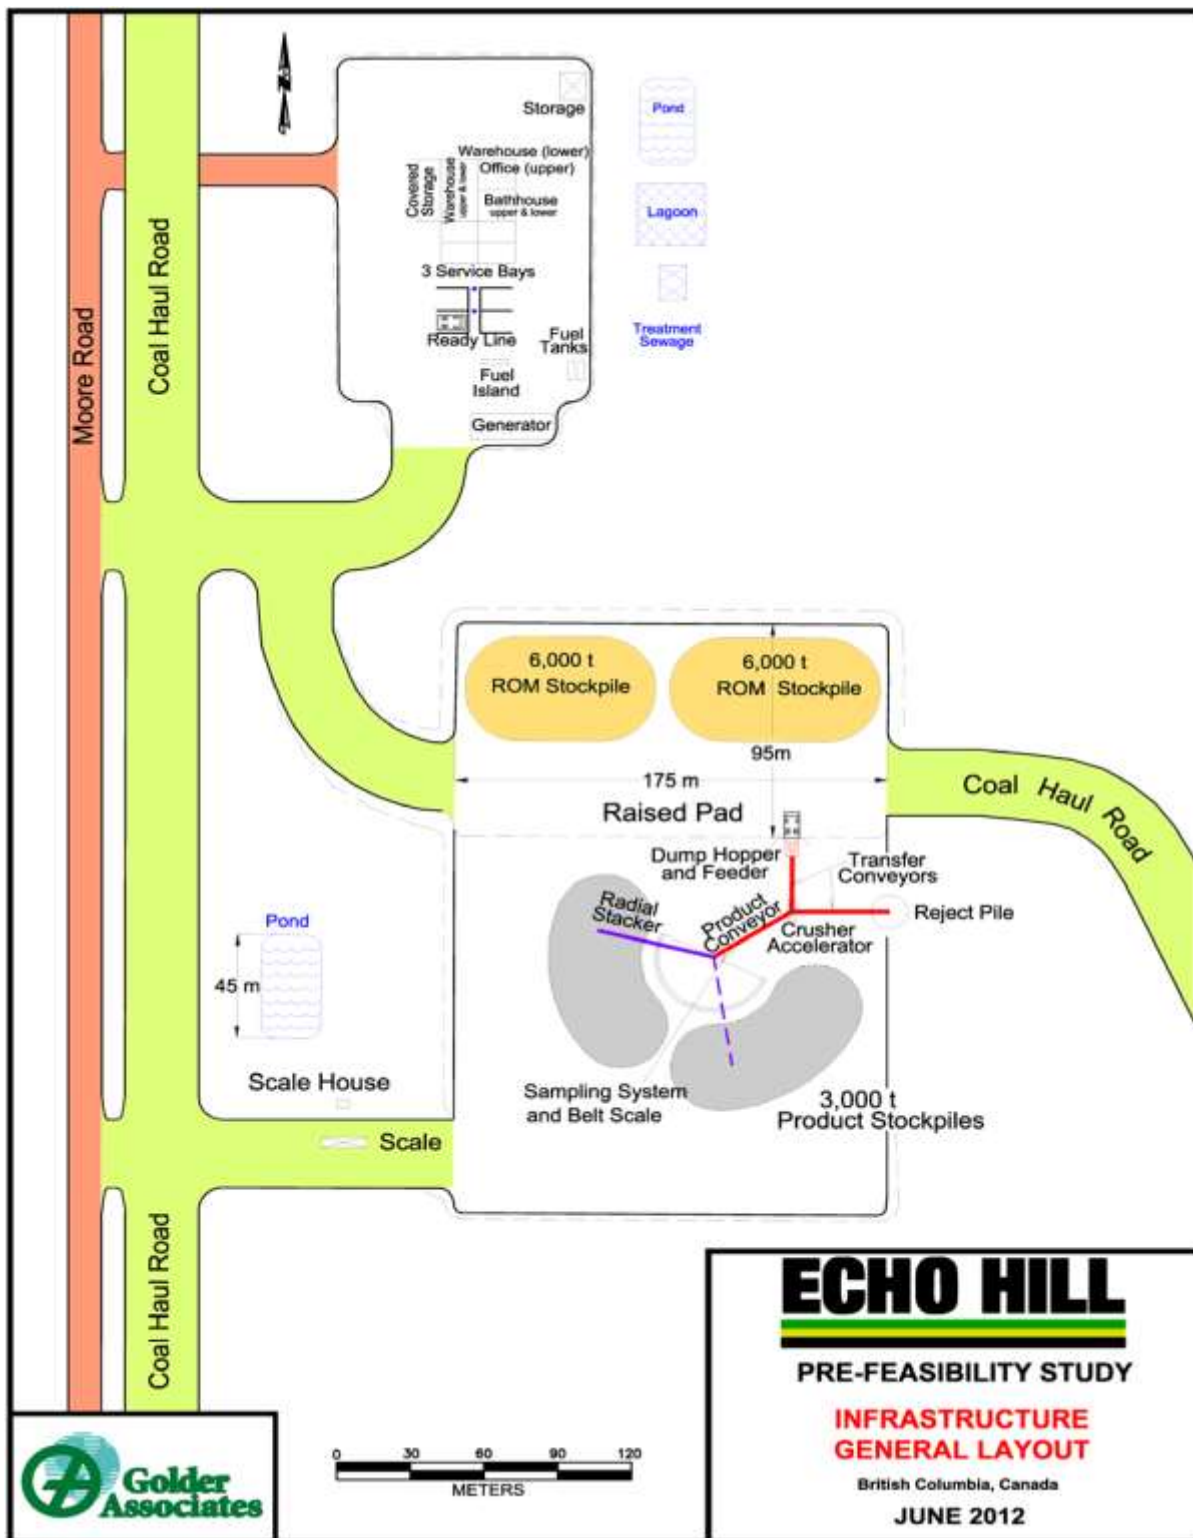 N
Storage
Pond
Warehouse (lower)
Office (upper)
Covered
Storage
Warehouse
upper & lower
Bathhouse
upper & lower
Lagoon
3 Service Bays
Ready Line
Fuel
Tanks
Treatment
Sewage
Fuel
Island
Generator
Moore Road
Coal Haul Road
6,000 t
ROM Stockpile
6,000 t
ROM Stockpile
95m
175 m
Raised Pad
Coal Haul Road
Dump Hopper
and Feeder
Transfer
Conveyors
Radial
Stacker
Product
Conveyor
Crusher
Accelerator
Reject Pile
Pond
45 m
Scale House
Sampling System
and Belt Scale
3,000 t
Product Stockpiles
Scale
Coal Haul Road
ECHO HILL
PRE-FEASIBILITY STUDY
INFRASTRUCTURE
GENERAL LAYOUT
British Columbia, Canada
JUNE 2012
Golder
Associates
0 30 60 90 120
METERS